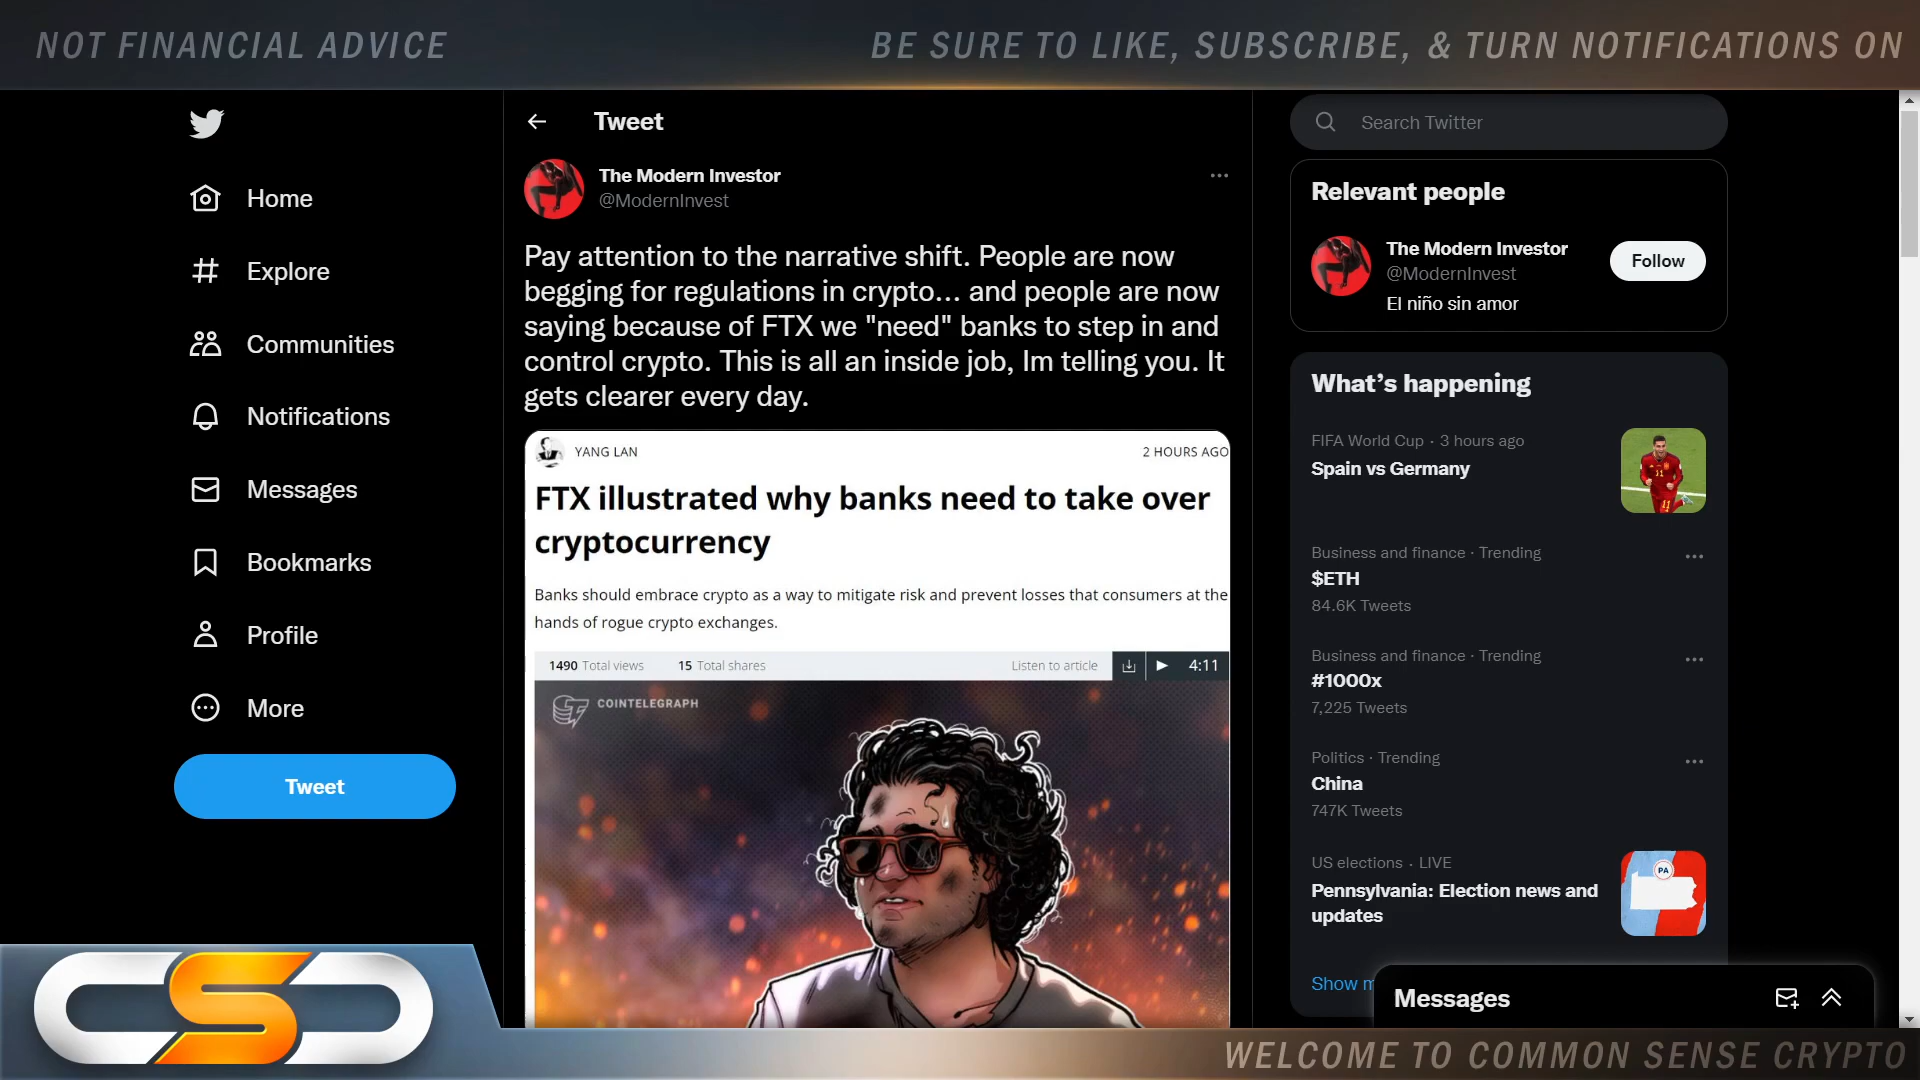 NOT FINANCIAL ADVICE
BE SURE TO LIKE, SUBSCRIBE, & TURN NOTIFICATIONS ON
Home
Explore
Communities
Notifications
Messages
Bookmarks
Profile
More
Tweet
Tweet
The Modern Investor
@ModernInvest
Pay attention to the narrative shift. People are now
begging for regulations in crypto... and people are now
saying because of FTX we "need" banks to step in and
control crypto. This is all an inside job, Im telling you. It
gets clearer every day.
YANG LAN
2 HOURS AGO
FTX illustrated why banks need to take over
cryptocurrency
Banks should embrace crypto as a way to mitigate risk and prevent losses that consumers at the
hands of rogue crypto exchanges.
1490 Total views
15 Total shares
Listen to article
4:11
COINTELEGRAPH
Search Twitter
Relevant people
The Modern Investor
@ModernInvest
El niño sin amor
Follow
What's happening
FIFA World Cup · 3 hours ago
Spain vs Germany
Business and finance · Trending
$ETH
84.6K Tweets
Business and finance · Trending
#1000x
7,225 Tweets
Politics · Trending
China
747K Tweets
US elections · LIVE
Pennsylvania: Election news and
updates
PA
Show
Messages
CSC
WELCOME TO COMMON SENSE CRYPTO